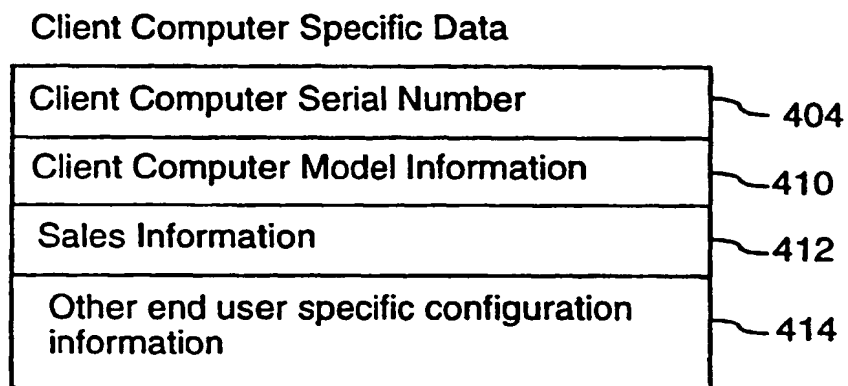 Client Computer Specific Data
Client Computer Serial Number 404
Client Computer Model Information 410
Sales Information 412
Other end user specific configuration
information 414